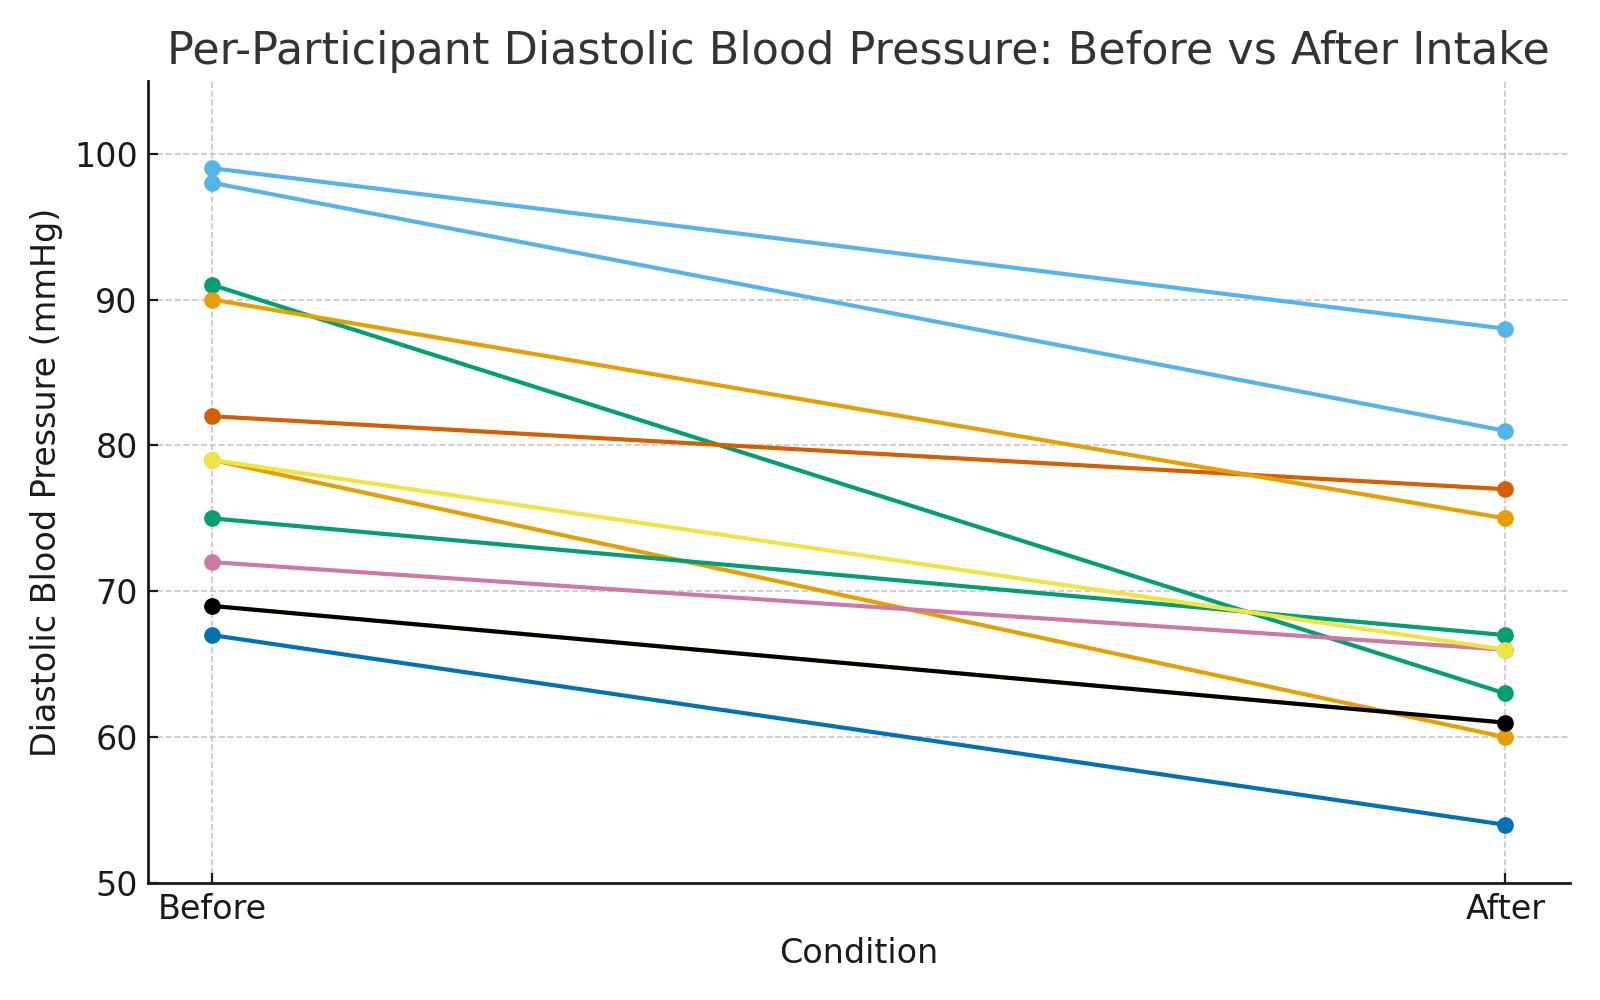 Per-Participant Diastolic Blood Pressure: Before vs After Intake
Diastolic Blood Pressure (mmHg)
100
90
80
70
60
50
Before
After
Condition